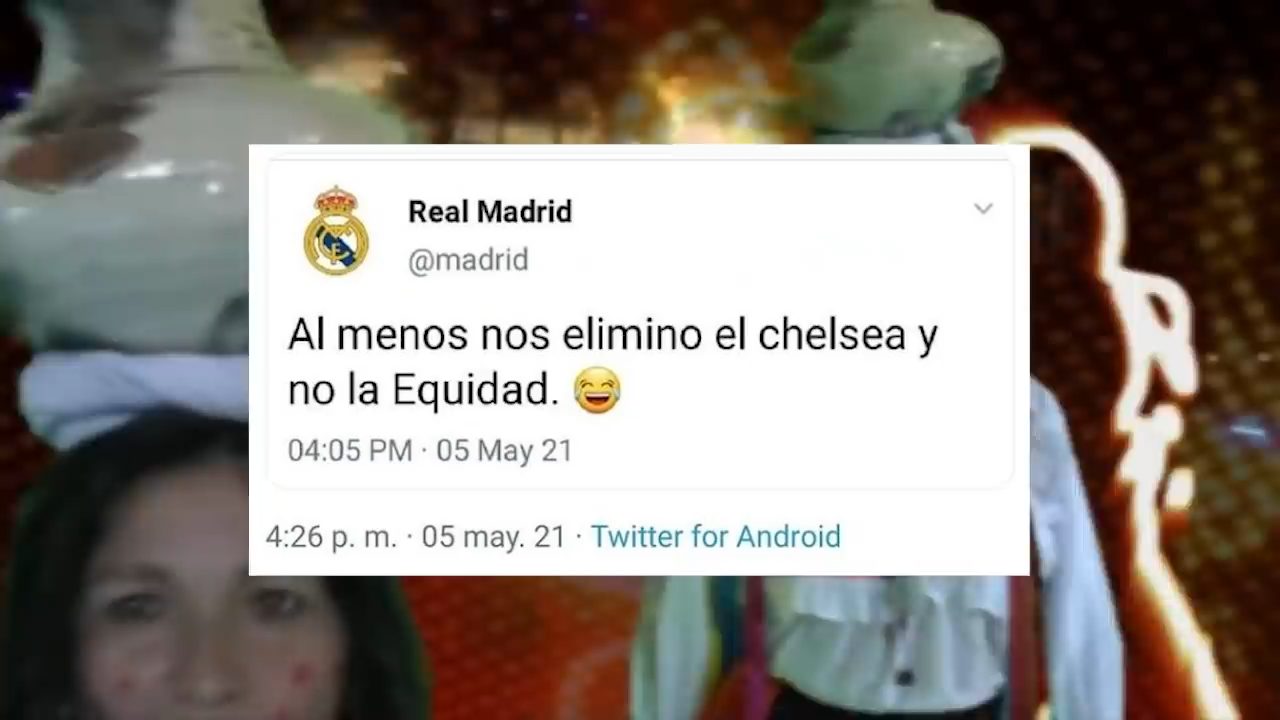 Real Madrid
@madrid
Al menos nos elimino el chelsea y
no la Equidad. 😂
04:05 PM · 05 May 21
4:26 p. m. · 05 may. 21 · Twitter for Android